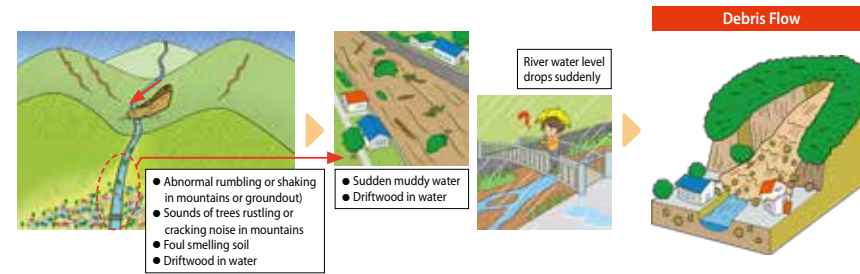 Debris Flow
River water level
drops suddenly
● Abnormal rumbling or shaking
in mountains or groundout)
● Sounds of trees rustling or
cracking noise in mountains
● Foul smelling soil
● Driftwood in water
● Sudden muddy water
● Driftwood in water
?